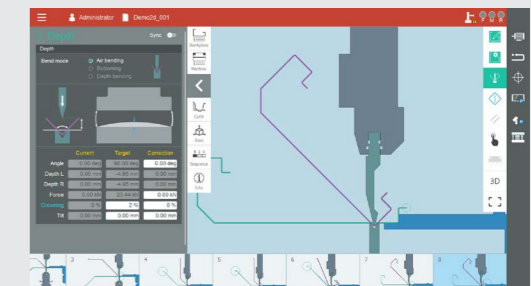 Administrator Demo2d_001
Depth
Sync
Depth
Bend mode
Air bending
Bottoming
Depth bending
Current Target Correction
Angle 0.00 deg 90.00 deg 0.00 deg
Depth L 0.00 mm -4.85 mm 0.00 mm
Depth R 0.00 mm -4.85 mm 0.00 mm
Force 0.00 kN 23.44 kN 0.00 kN
Crowning 0 % 2 % 0 %
Tilt 0.00 mm 0.00 mm 0.00 mm
Cycle
Axes
Sequence
Info
3D
3
4
5
6
7
8